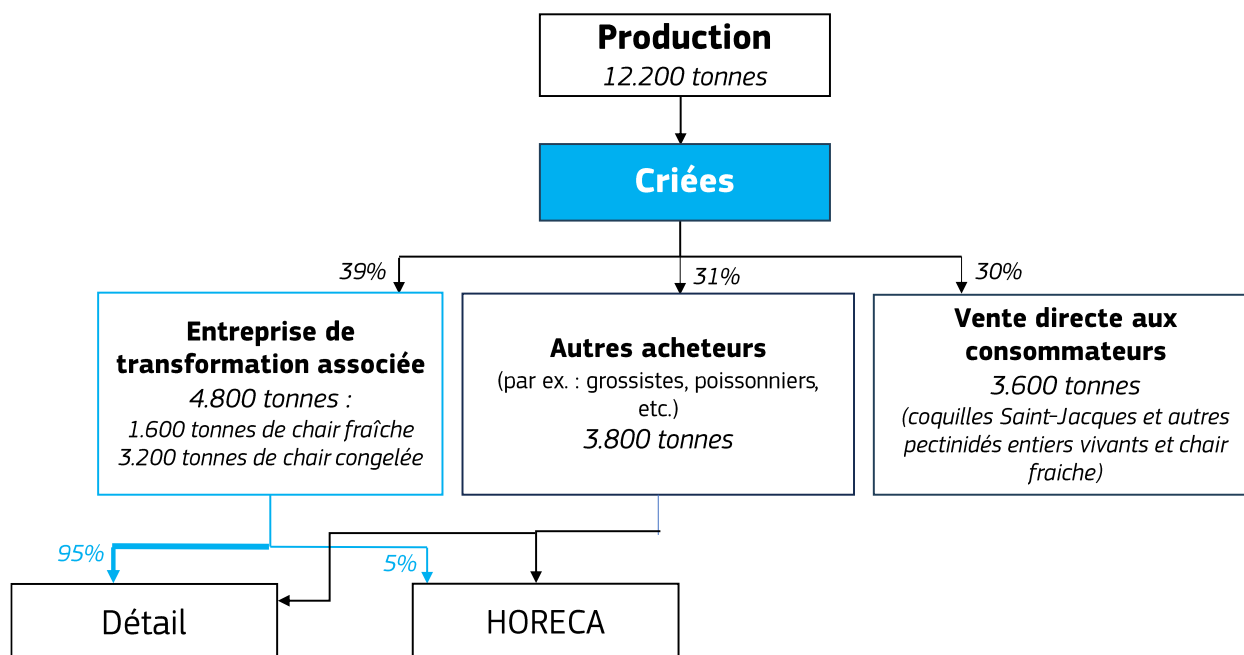 Production
12.200 tonnes
Criées
39%
31%
30%
Entreprise de
transformation associée
4.800 tonnes :
1.600 tonnes de chair fraîche
3.200 tonnes de chair congelée
Autres acheteurs
(par ex. : grossistes, poissonniers,
etc.)
3.800 tonnes
Vente directe aux
consommateurs
3.600 tonnes
(coquilles Saint-Jacques et autres
pectinidés entiers vivants et chair
fraiche)
95%
5%
Détail
HORECA